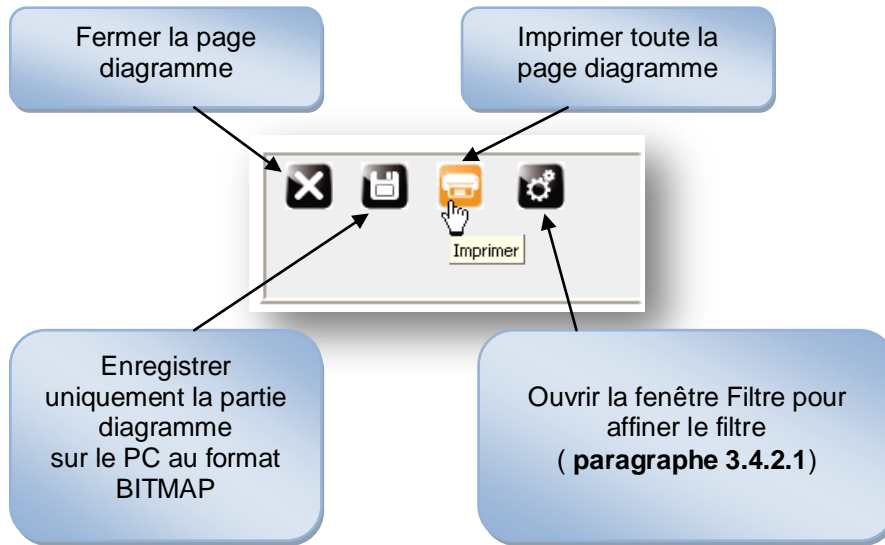 Fermer la page
diagramme
Imprimer toute la
page diagramme
Imprimer
Enregistrer
uniquement la partie
diagramme
sur le PC au format
BITMAP
Ouvrir la fenêtre Filtre pour
affiner le filtre
( paragraphe 3.4.2.1)